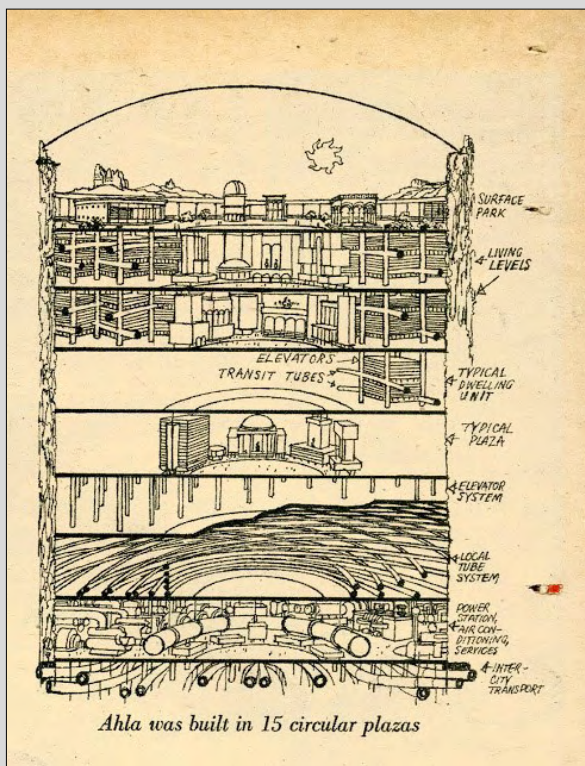 SURFACE
PARK
LIVING
LEVELS
ELEVATORS
TRANSIT TUBES
TYPICAL
DWELLING
UNIT
TYPICAL
PLAZA
ELEVATOR
SYSTEM
LOCAL
TUBE
SYSTEM
POWER
STATION,
AIR CON-
DITIONING,
SERVICES
INTER-
CITY
TRANSPORT
Ahla was built in 15 circular plazas